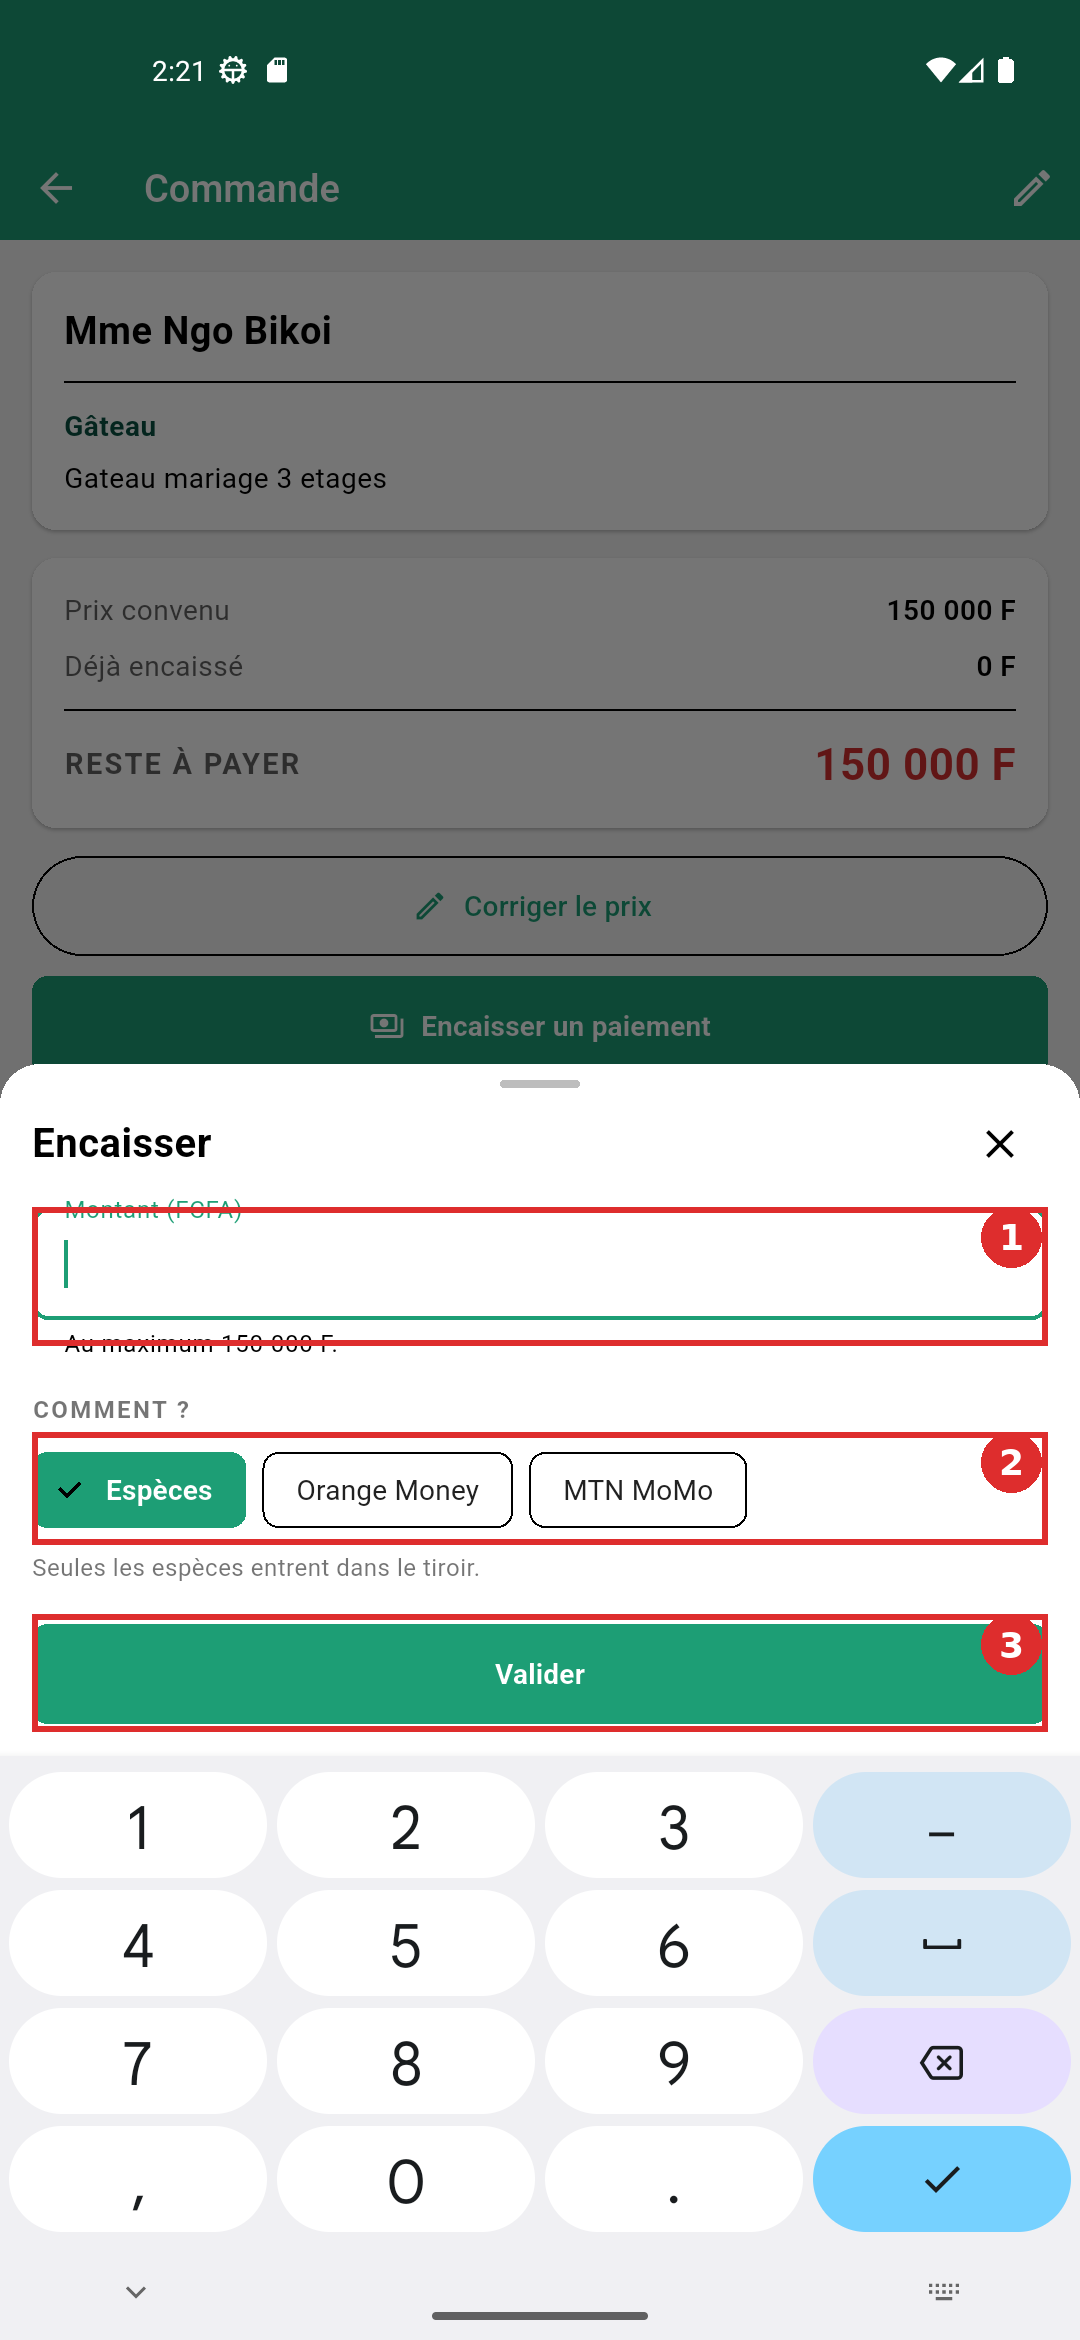 2:21
Commande
Mme Ngo Bikoi
Gâteau
Gateau mariage 3 etages
Prix convenu 150 000 F
Déjà encaissé 0 F
RESTE À PAYER 150 000 F
Corriger le prix
Encaisser un paiement
Encaisser
Montant (FCFA)
1
Au maximum 150 000 F.
COMMENT ?
2
Espèces Orange Money MTN MoMo
Seules les espèces entrent dans le tiroir.
3
Valider
1 2 3 –
4 5 6
7 8 9
, 0 .